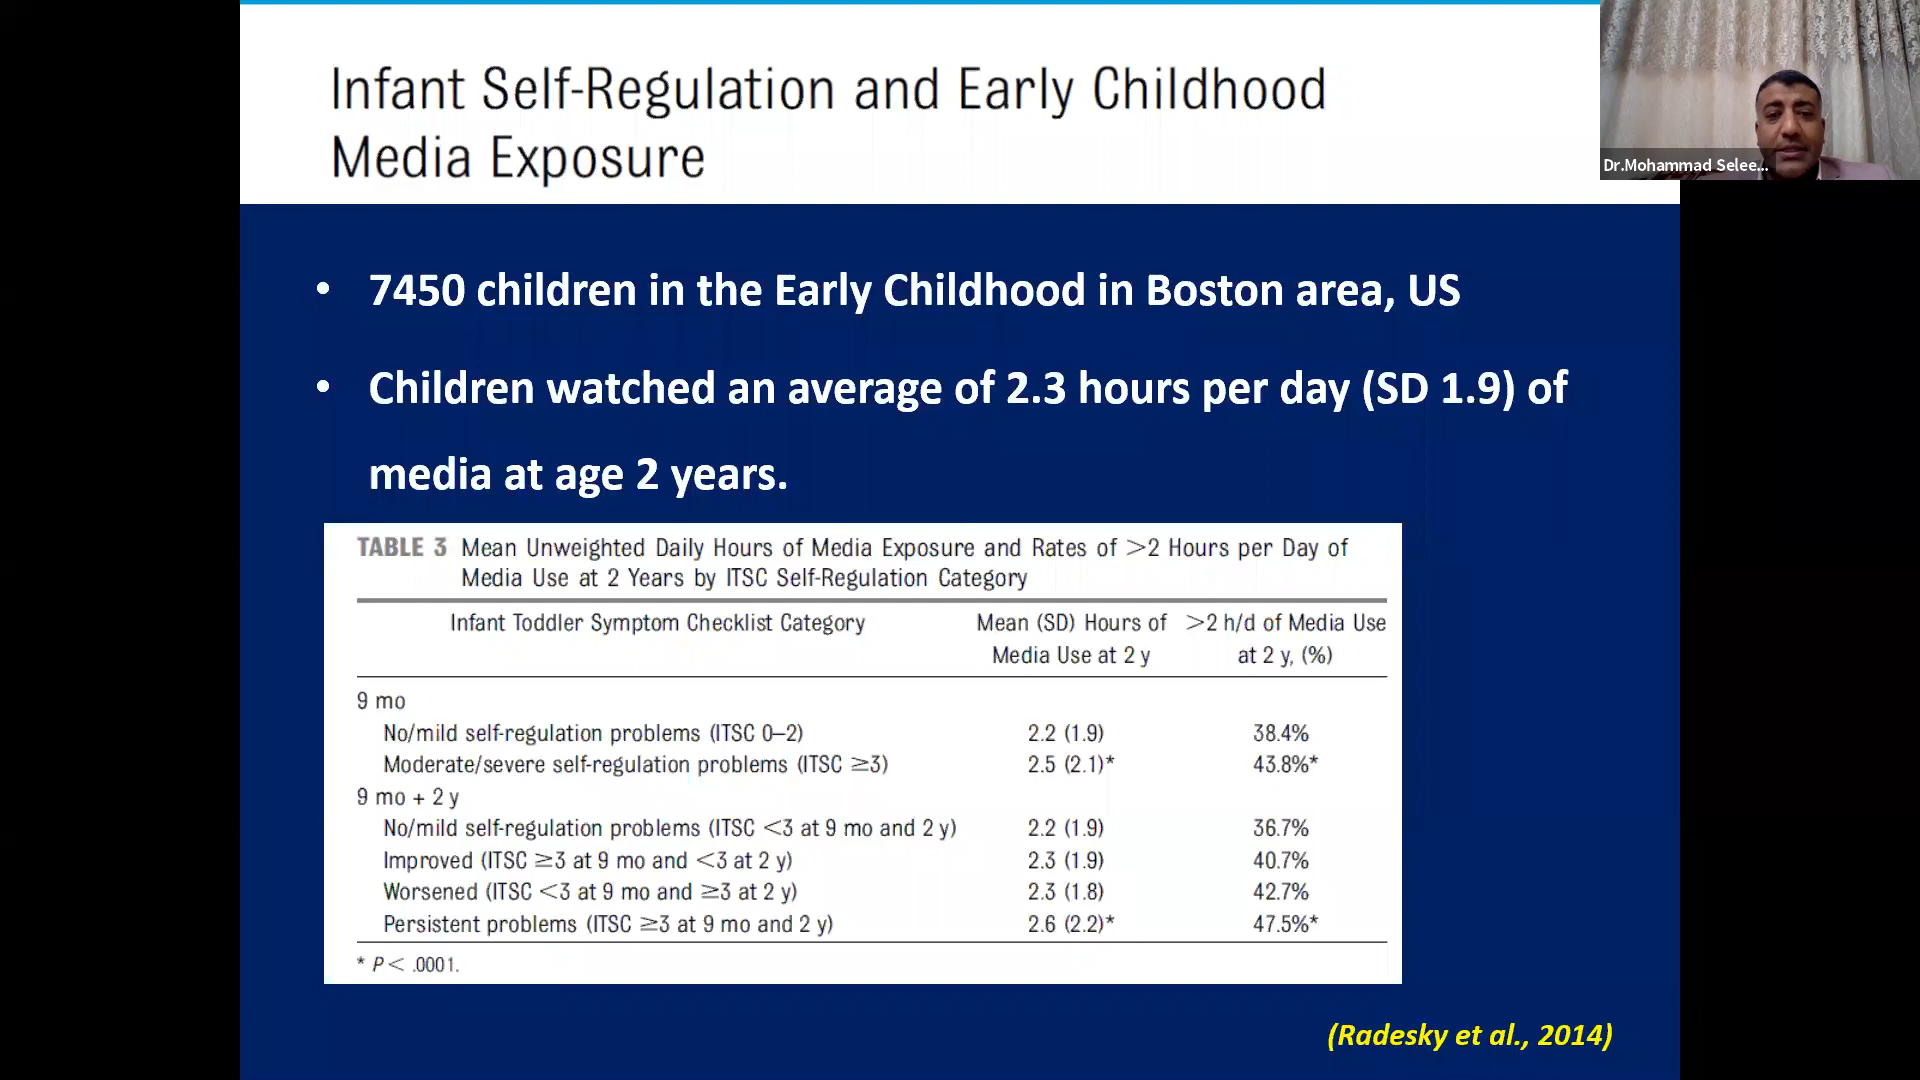 Infant Self-Regulation and Early Childhood
Media Exposure
Dr.Mohammad Selee...
• 7450 children in the Early Childhood in Boston area, US
• Children watched an average of 2.3 hours per day (SD 1.9) of
media at age 2 years.
TABLE 3 Mean Unweighted Daily Hours of Media Exposure and Rates of >2 Hours per Day of
Media Use at 2 Years by ITSC Self-Regulation Category
Infant Toddler Symptom Checklist Category Mean (SD) Hours of >2 h/d of Media Use
Media Use at 2 y at 2 y, (%)
9 mo
No/mild self-regulation problems (ITSC 0–2) 2.2 (1.9) 38.4%
Moderate/severe self-regulation problems (ITSC ≥3) 2.5 (2.1)* 43.8%*
9 mo + 2 y
No/mild self-regulation problems (ITSC <3 at 9 mo and 2 y) 2.2 (1.9) 36.7%
Improved (ITSC ≥3 at 9 mo and <3 at 2 y) 2.3 (1.9) 40.7%
Worsened (ITSC <3 at 9 mo and ≥3 at 2 y) 2.3 (1.8) 42.7%
Persistent problems (ITSC ≥3 at 9 mo and 2 y) 2.6 (2.2)* 47.5%*
* P < .0001.
(Radesky et al., 2014)